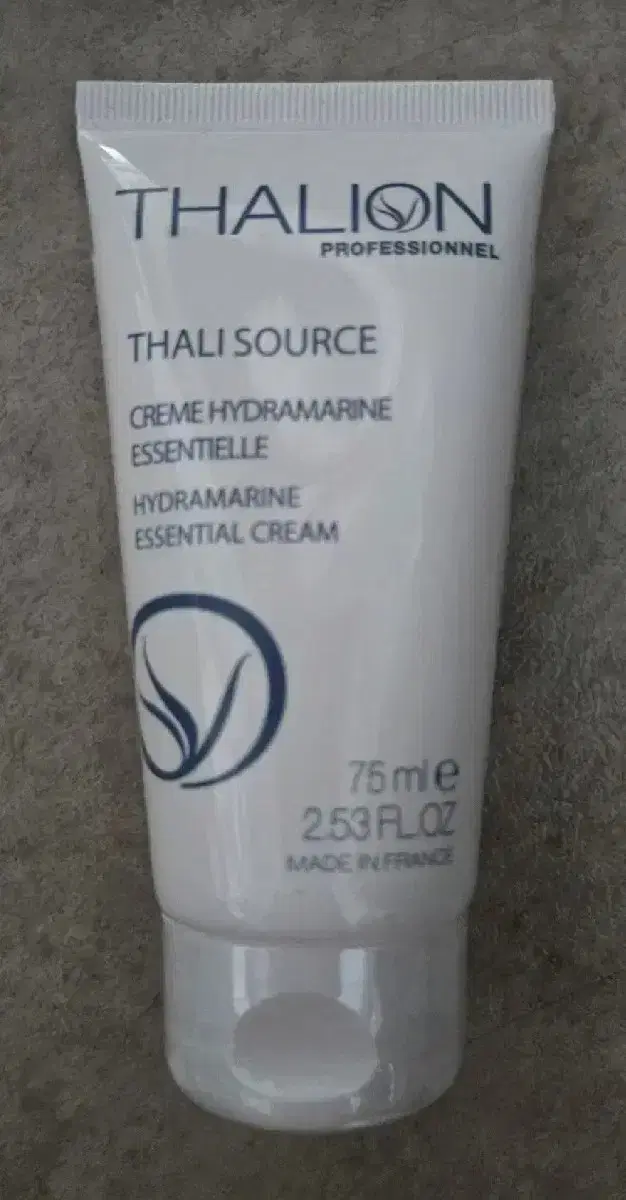 THALION
PROFESSIONNEL
THALI SOURCE
CREME HYDRAMARINE
ESSENTIELLE
HYDRAMARINE
ESSENTIAL CREAM
75 ml e
2.53 FL.OZ
MADE IN FRANCE